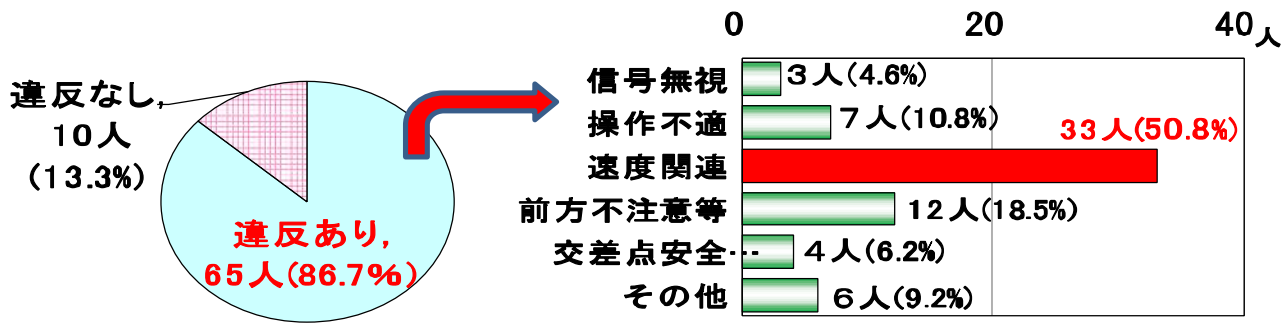 違反なし,
10人
(13.3%)
違反あり,
65人(86.7%)
0 20 40人
信号無視 3人(4.6%)
操作不適 7人(10.8%)
速度関連 33人(50.8%)
前方不注意等 12人(18.5%)
交差点安全… 4人(6.2%)
その他 6人(9.2%)